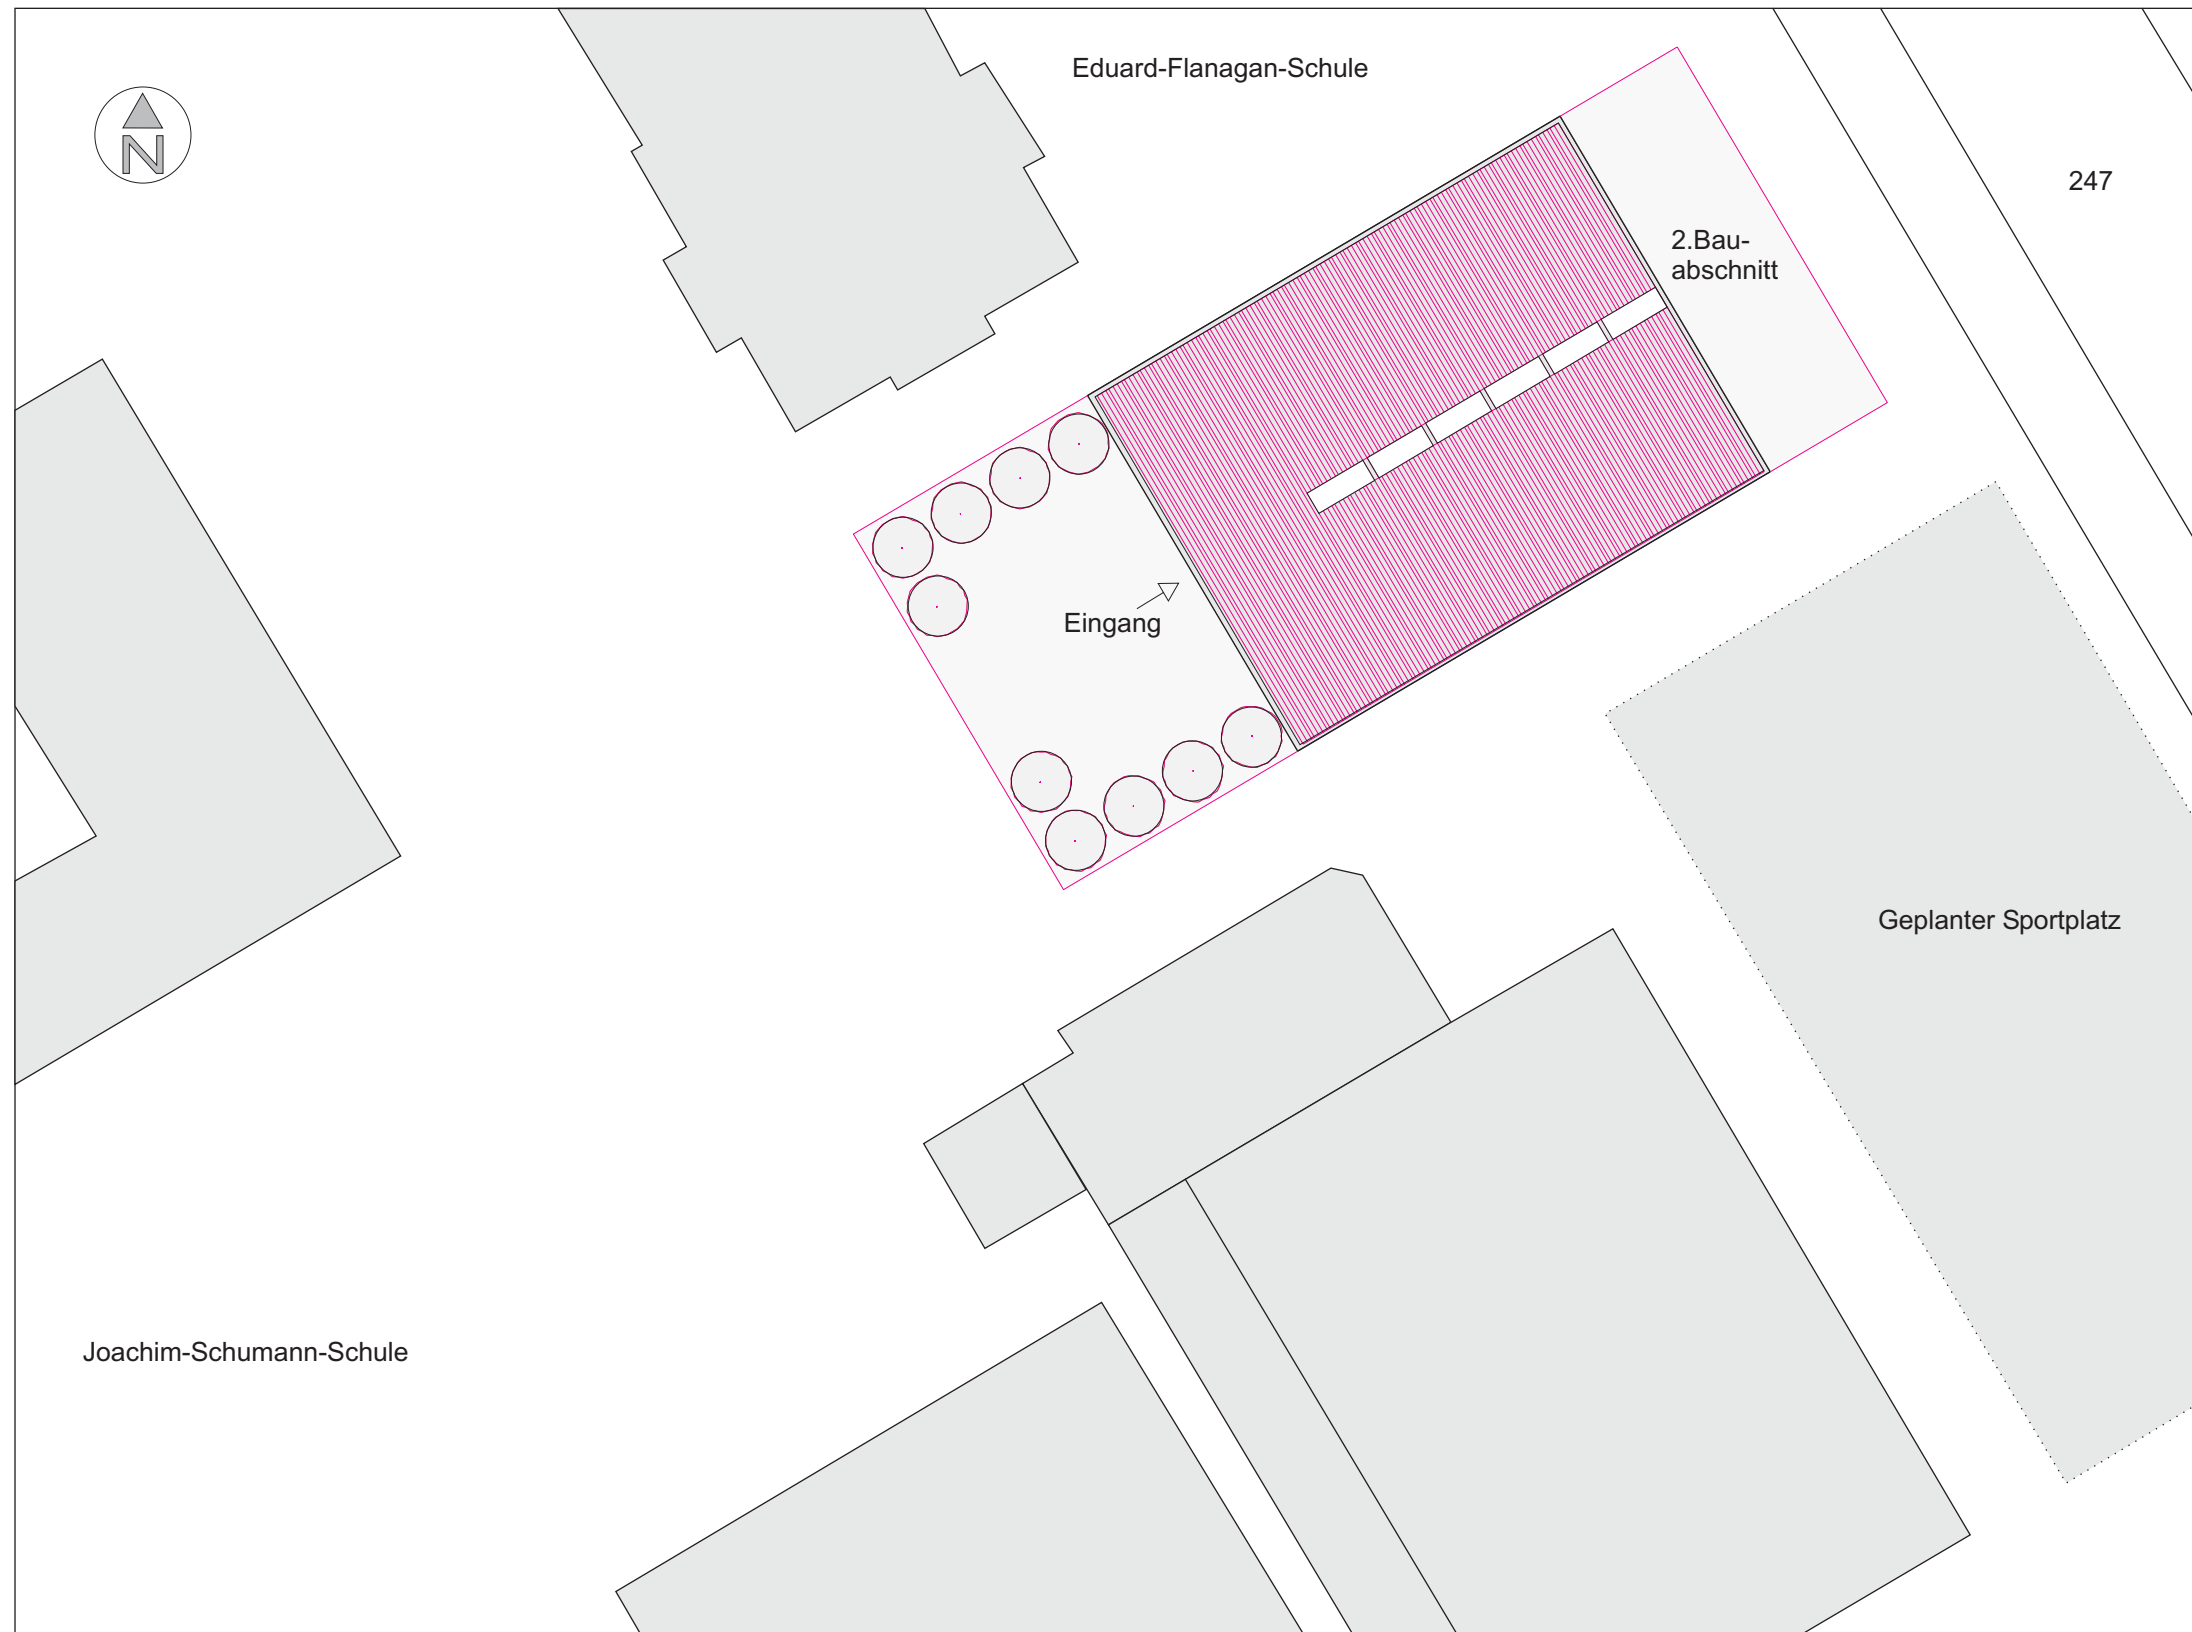 Eduard-Flanagan-Schule
N
247
2.Bau-
abschnitt
Eingang
Geplanter Sportplatz
Joachim-Schumann-Schule